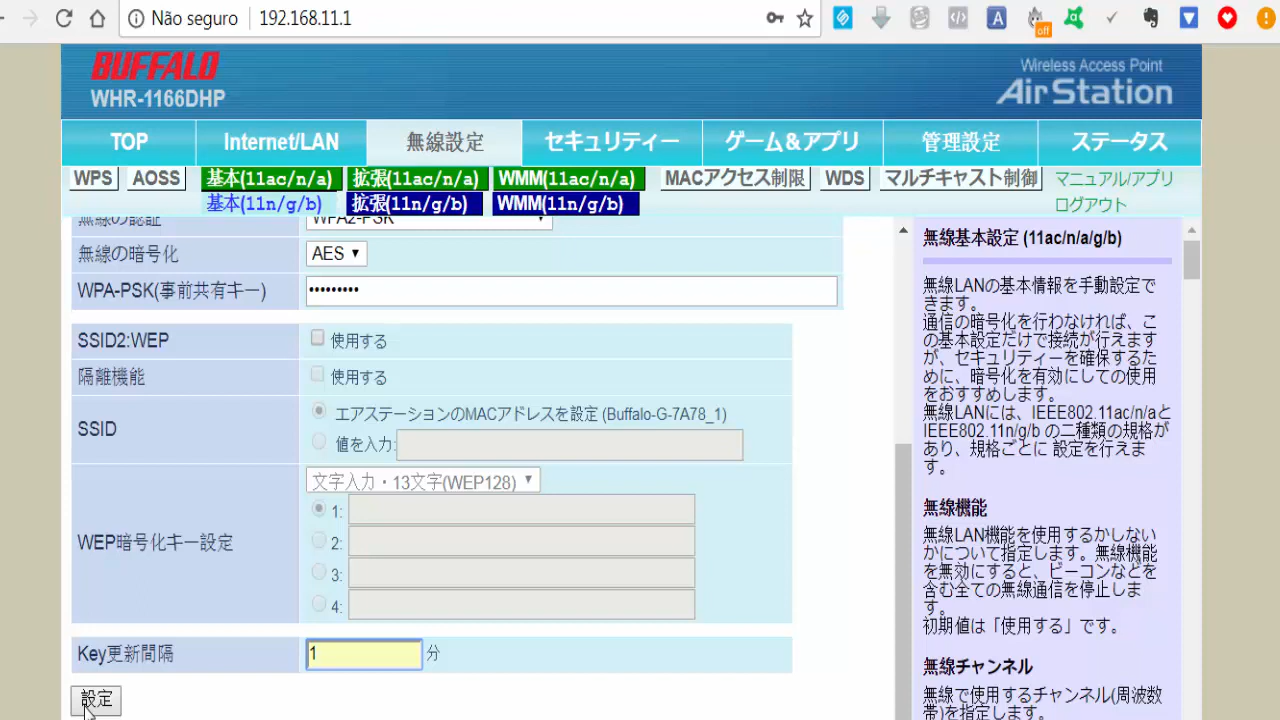 Não seguro 192.168.11.1
off
BUFFALO
WHR-1166DHP
Wireless Access Point
AirStation
TOP Internet/LAN 無線設定 セキュリティー ゲーム&アプリ 管理設定 ステータス
WPS AOSS 基本(11ac/n/a) 拡張(11ac/n/a) WMM(11ac/n/a) MACアクセス制限 WDS マルチキャスト制御 マニュアル/アプリ
基本(11n/g/b) 拡張(11n/g/b) WMM(11n/g/b) ログアウト
無線の認証 WPA2-PSK
無線の暗号化 AES
WPA-PSK(事前共有キー) •••••••••
SSID2:WEP 使用する
隔離機能 使用する
SSID エアステーションのMACアドレスを設定 (Buffalo-G-7A78_1)
値を入力:
WEP暗号化キー設定 文字入力・13文字(WEP128)
1:
2:
3:
4:
Key更新間隔 1 分
設定
無線基本設定 (11ac/n/a/g/b)
無線LANの基本情報を手動設定で
きます。
通信の暗号化を行わなければ、こ
の基本設定だけで接続が行えます
が、セキュリティーを確保するた
めに、暗号化を有効にしての使用
をおすすめします。
無線LANには、IEEE802.11ac/n/aと
IEEE802.11n/g/b の二種類の規格が
あり、規格ごとに 設定を行えま
す。
無線機能
無線LAN機能を使用するかしない
かについて指定します。無線機能
を無効にすると、ビーコンなどを
含む全ての無線通信を停止しま
す。
初期値は「使用する」です。
無線チャンネル
無線で使用するチャンネル(周波数
帯)を指定します。